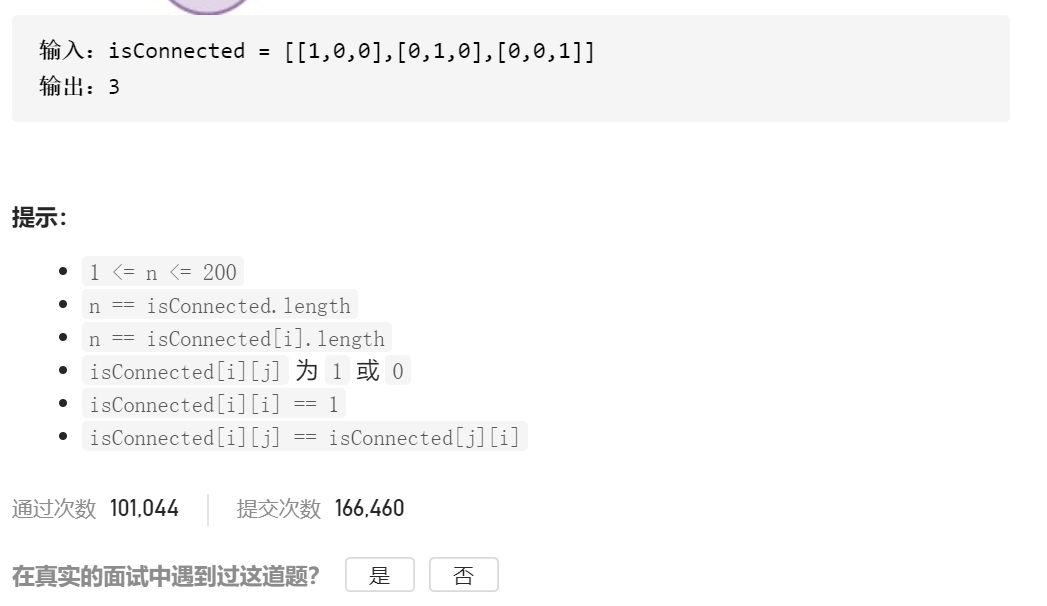 输入：isConnected = [[1,0,0],[0,1,0],[0,0,1]]
输出：3
提示：
1 <= n <= 200
n == isConnected.length
n == isConnected[i].length
isConnected[i][j] 为 1 或 0
isConnected[i][i] == 1
isConnected[i][j] == isConnected[j][i]
通过次数 101,044 提交次数 166,460
在真实的面试中遇到过这道题？ 是 否